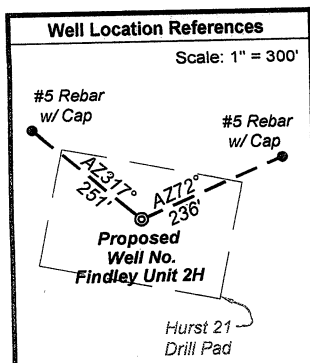 Well Location References
Scale: 1" = 300'
#5 Rebar
w/ Cap
#5 Rebar
w/ Cap
AZ317°
251'
AZ72°
236'
Proposed
Well No.
Findley Unit 2H
Hurst 21
Drill Pad